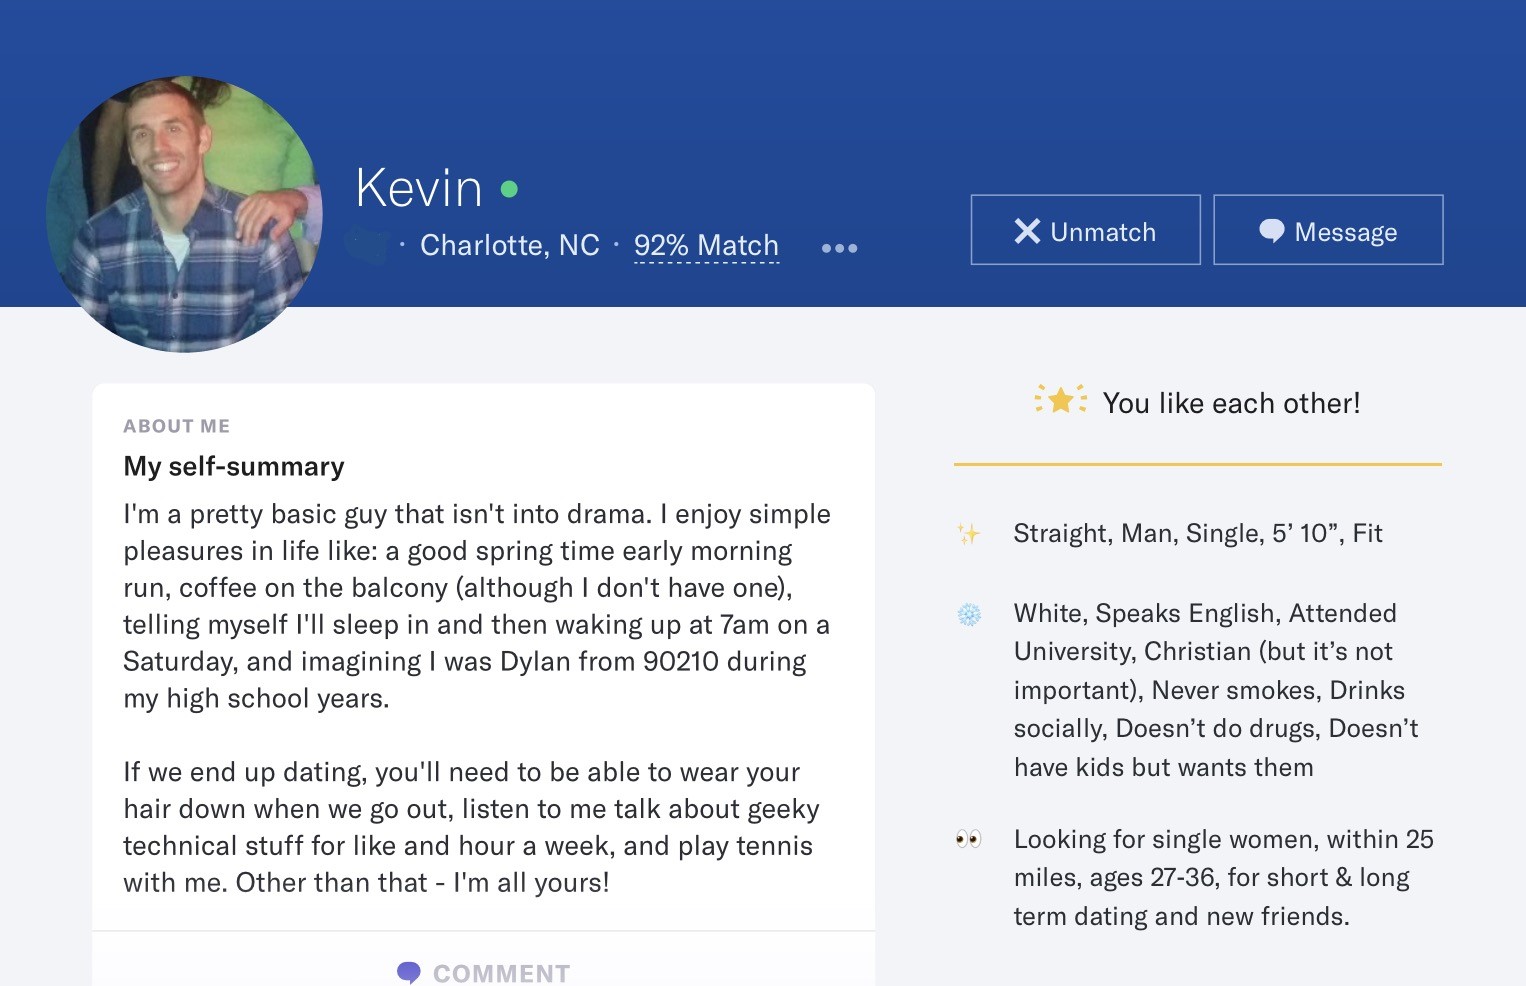 Kevin
· Charlotte, NC · 92% Match
Unmatch
Message
ABOUT ME
My self-summary
I'm a pretty basic guy that isn't into drama. I enjoy simple
pleasures in life like: a good spring time early morning
run, coffee on the balcony (although I don't have one),
telling myself I'll sleep in and then waking up at 7am on a
Saturday, and imagining I was Dylan from 90210 during
my high school years.
If we end up dating, you'll need to be able to wear your
hair down when we go out, listen to me talk about geeky
technical stuff for like and hour a week, and play tennis
with me. Other than that - I'm all yours!
COMMENT
You like each other!
Straight, Man, Single, 5’ 10”, Fit
White, Speaks English, Attended
University, Christian (but it’s not
important), Never smokes, Drinks
socially, Doesn’t do drugs, Doesn’t
have kids but wants them
Looking for single women, within 25
miles, ages 27-36, for short & long
term dating and new friends.